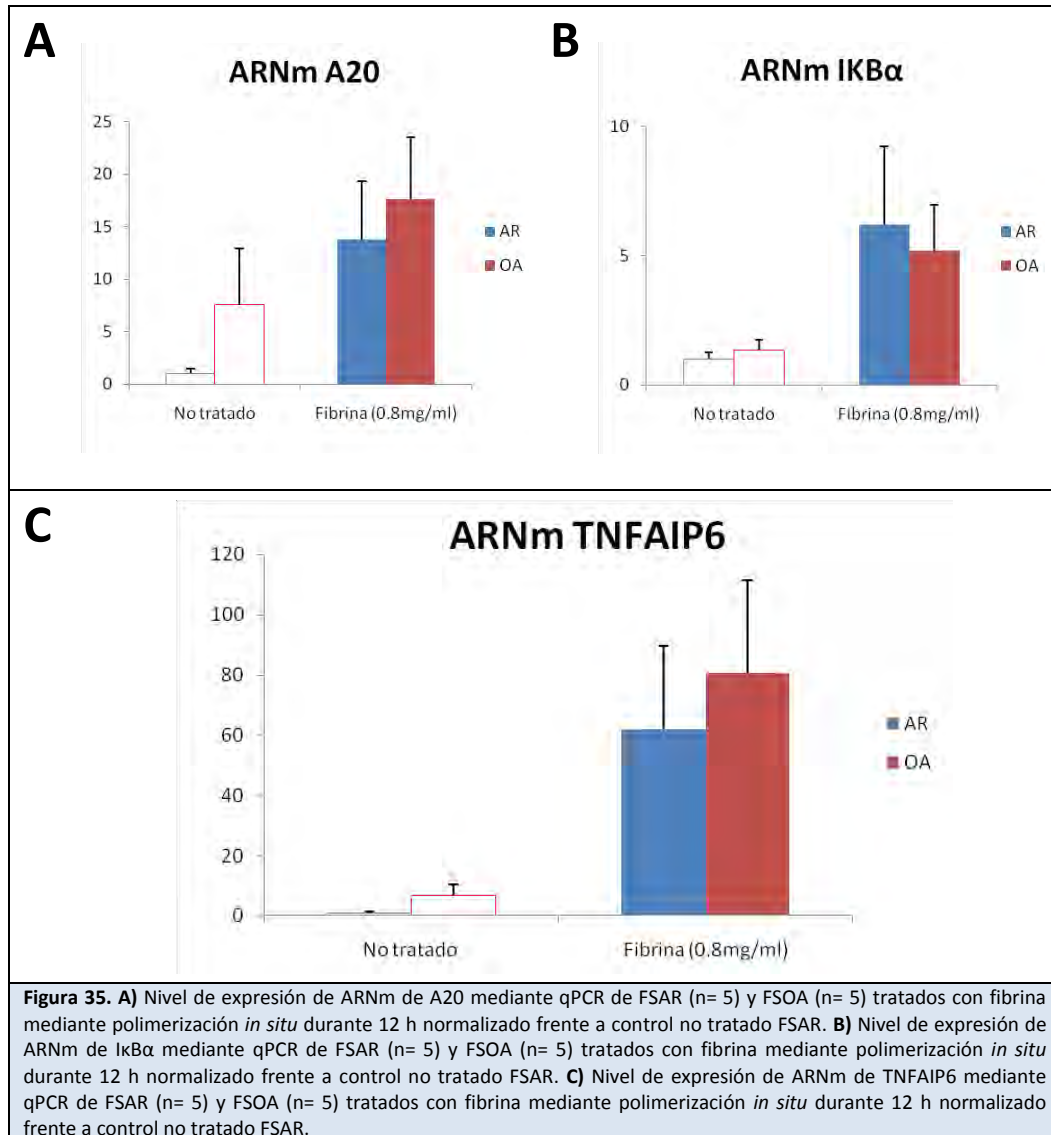 A
ARNm A20
25
20
15
10
5
0
No tratado
Fibrina (0.8mg/ml)
AR
OA
B
ARNm IKBα
10
5
0
No tratado
Fibrina (0.8mg/ml)
AR
OA
C
ARNm TNFAIP6
120
100
80
60
40
20
0
No tratado
Fibrina (0.8mg/ml)
AR
OA
Figura 35. A) Nivel de expresión de ARNm de A20 mediante qPCR de FSAR (n= 5) y FSOA (n= 5) tratados con fibrina
mediante polimerización in situ durante 12 h normalizado frente a control no tratado FSAR. B) Nivel de expresión de
ARNm de IκBα mediante qPCR de FSAR (n= 5) y FSOA (n= 5) tratados con fibrina mediante polimerización in situ
durante 12 h normalizado frente a control no tratado FSAR. C) Nivel de expresión de ARNm de TNFAIP6 mediante
qPCR de FSAR (n= 5) y FSOA (n= 5) tratados con fibrina mediante polimerización in situ durante 12 h normalizado
frente a control no tratado FSAR.